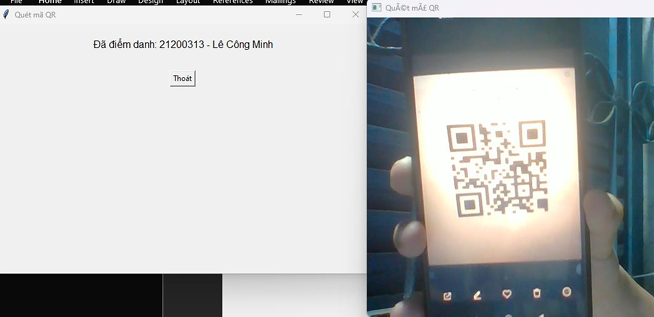 File Home Insert Draw Design Layout References Mailings Review View
Quét mã QR
Đã điểm danh: 21200313 - Lê Công Minh
Thoát
QuÃ©t mÃ£ QR